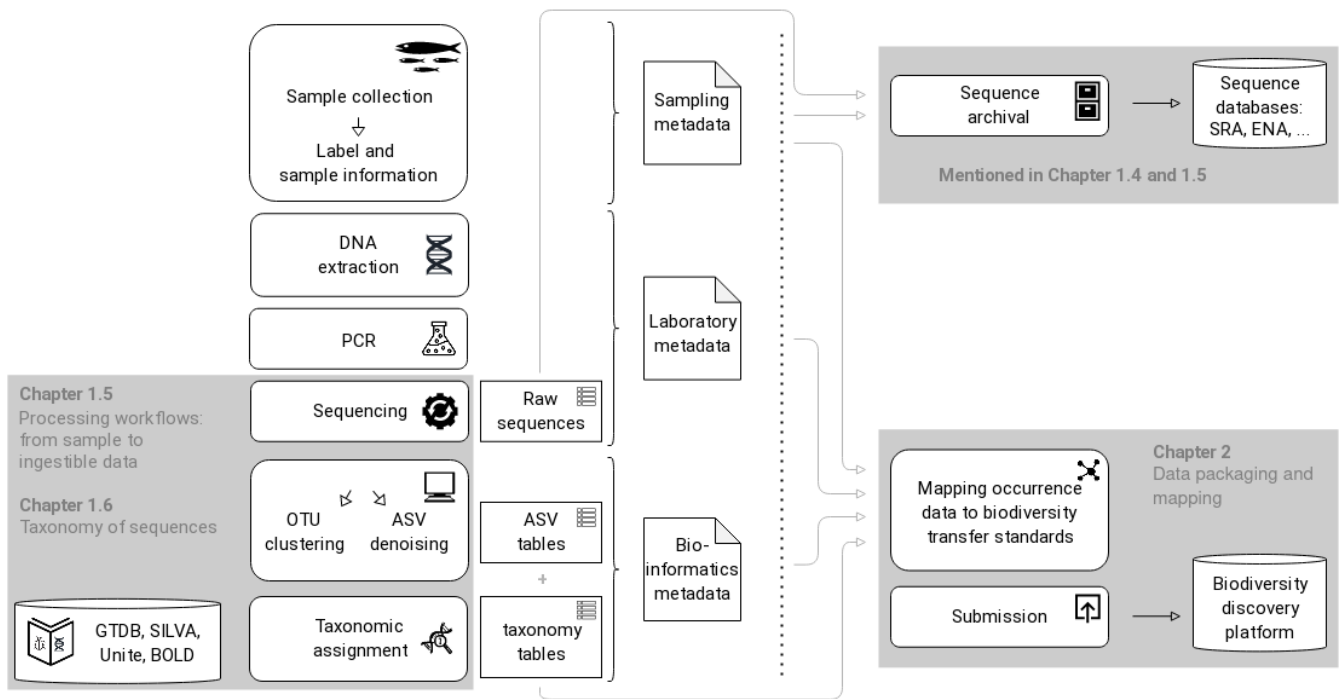 Sample collection
Label and
sample information
DNA
extraction
PCR
Chapter 1.5
Processing workflows:
from sample to
ingestible data
Chapter 1.6
Taxonomy of sequences
Sequencing
OTU
clustering
ASV
denoising
GTDB, SILVA,
Unite, BOLD
Taxonomic
assignment
Raw
sequences
ASV
tables
+
taxonomy
tables
Sampling
metadata
Laboratory
metadata
Bio-
informatics
metadata
Sequence
archival
Sequence
databases:
SRA, ENA, ...
Mentioned in Chapter 1.4 and 1.5
Mapping occurrence
data to biodiversity
transfer standards
Chapter 2
Data packaging and
mapping
Submission
Biodiversity
discovery
platform